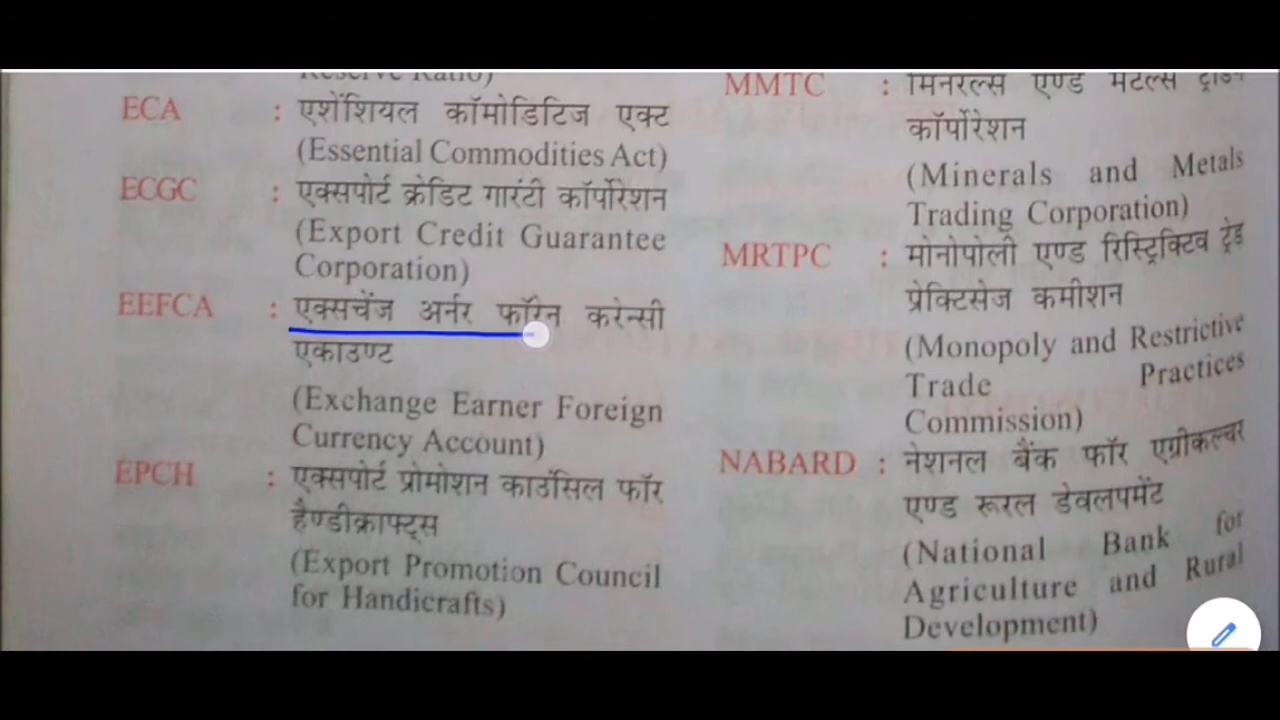 Reserve Ratio)
ECA : एशेंशियल कॉमोडिटिज एक्ट
(Essential Commodities Act)
ECGC : एक्सपोर्ट क्रेडिट गारंटी कॉर्पोरेशन
(Export Credit Guarantee
Corporation)
EEFCA : एक्सचेंज अर्नर फॉरेन करेन्सी
एकाउण्ट
(Exchange Earner Foreign
Currency Account)
EPCH : एक्सपोर्ट प्रोमोशन काउंसिल फॉर
हैण्डीक्राफ्ट्स
(Export Promotion Council
for Handicrafts)
MMTC : मिनरल्स एण्ड मेटल्स ट्रेडिंग
कॉर्पोरेशन
(Minerals and Metals
Trading Corporation)
MRTPC : मोनोपोली एण्ड रिस्ट्रिक्टिव ट्रेड
प्रेक्टिसेज कमीशन
(Monopoly and Restrictive
Trade Practices
Commission)
NABARD : नेशनल बैंक फॉर एग्रीकल्चर
एण्ड रूरल डेवलपमेंट
(National Bank for
Agriculture and Rural
Development)